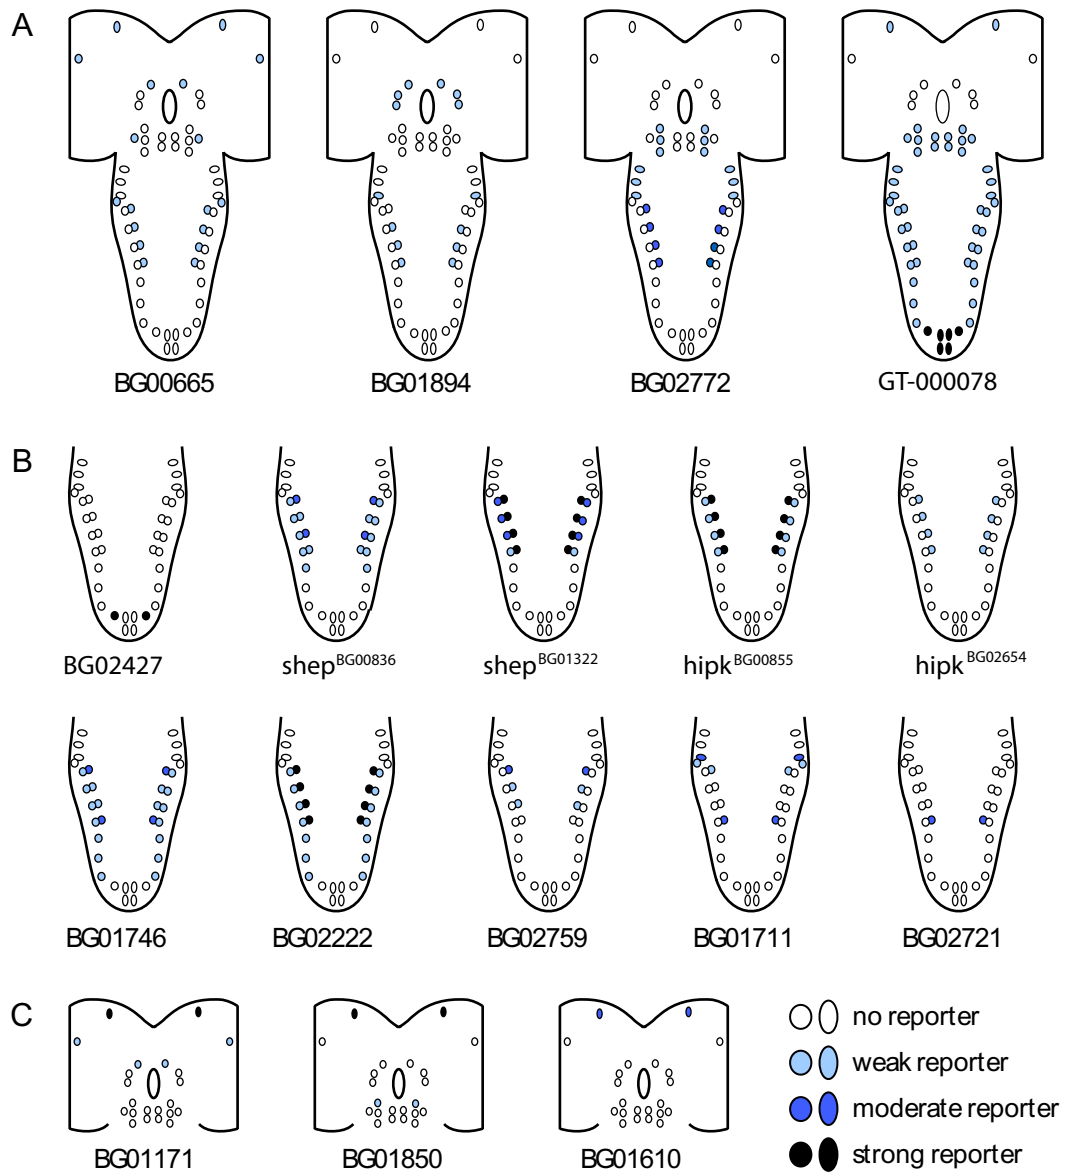 A
BG00665 BG01894 BG02772 GT-000078
B
BG02427 shep BG00836 shep BG01322 hipk BG00855 hipk BG02654
BG01746 BG02222 BG02759 BG01711 BG02721
C
no reporter
weak reporter
moderate reporter
strong reporter
BG01171 BG01850 BG01610